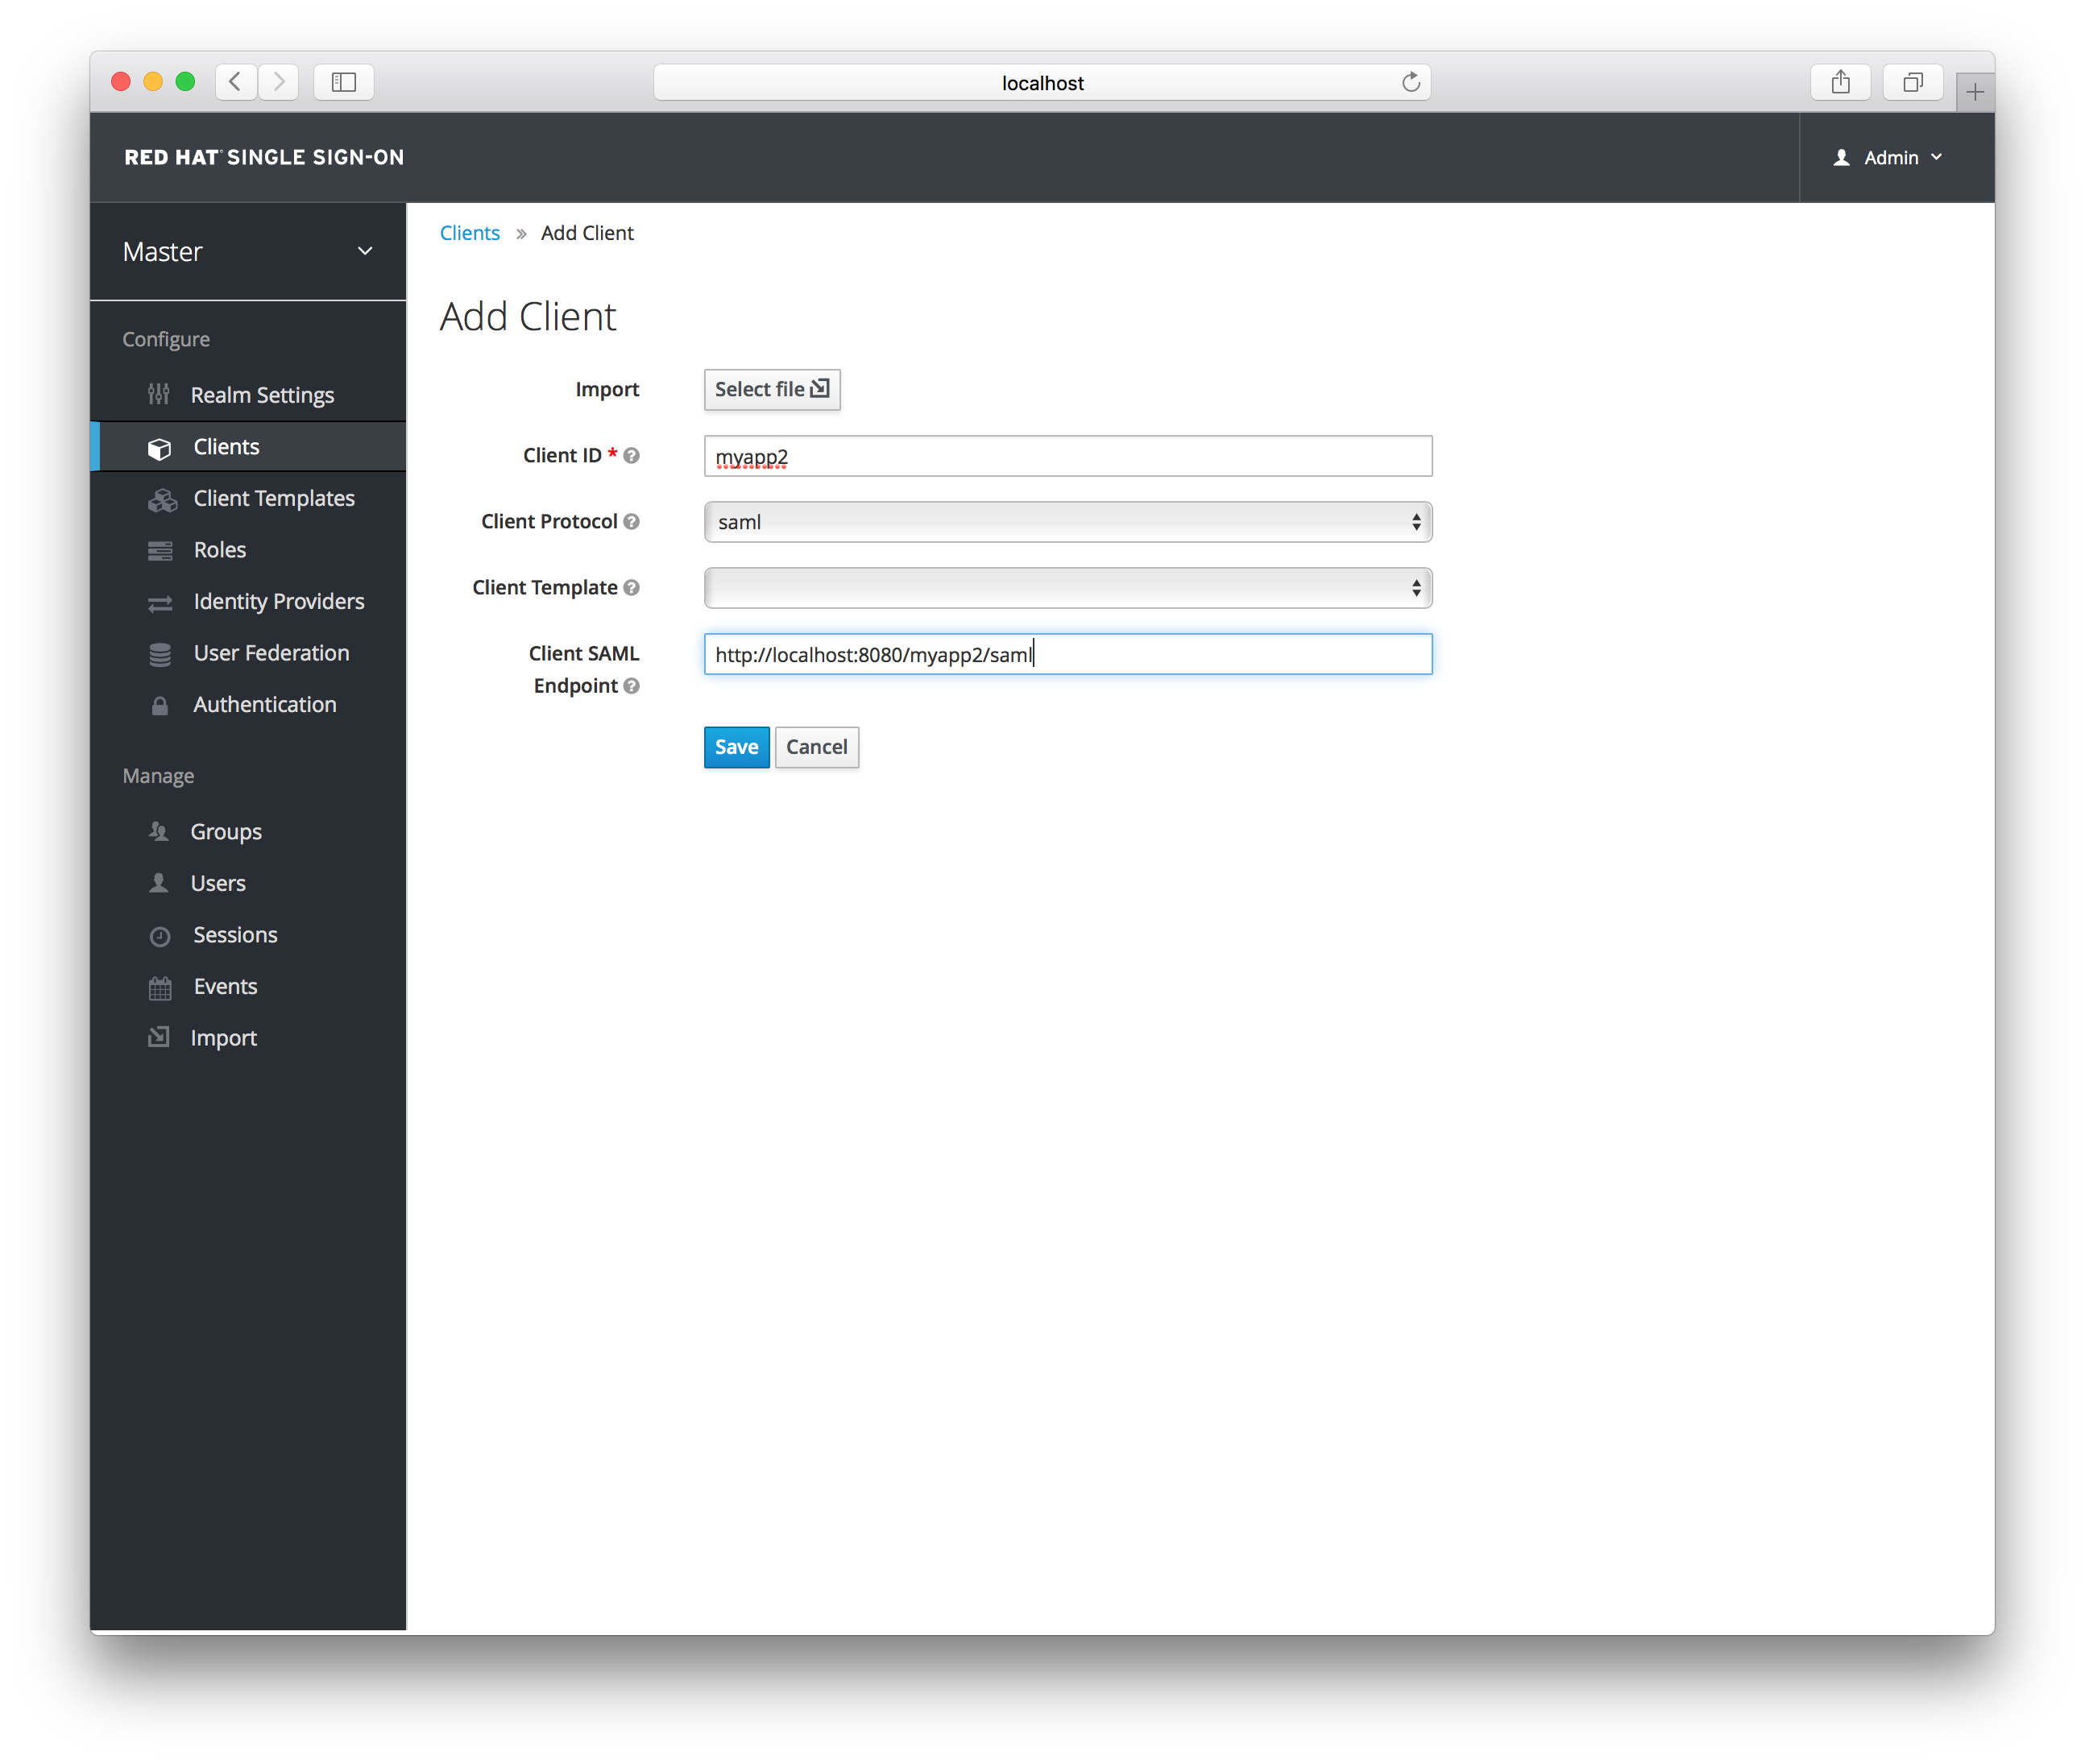 localhost
RED HAT® SINGLE SIGN-ON
Admin
Master
Clients » Add Client
Add Client
Configure
Realm Settings
Clients
Client Templates
Roles
Identity Providers
User Federation
Authentication
Manage
Groups
Users
Sessions
Events
Import
Import Select file
Client ID * myapp2
Client Protocol saml
Client Template
Client SAML
Endpoint
http://localhost:8080/myapp2/saml
Save Cancel